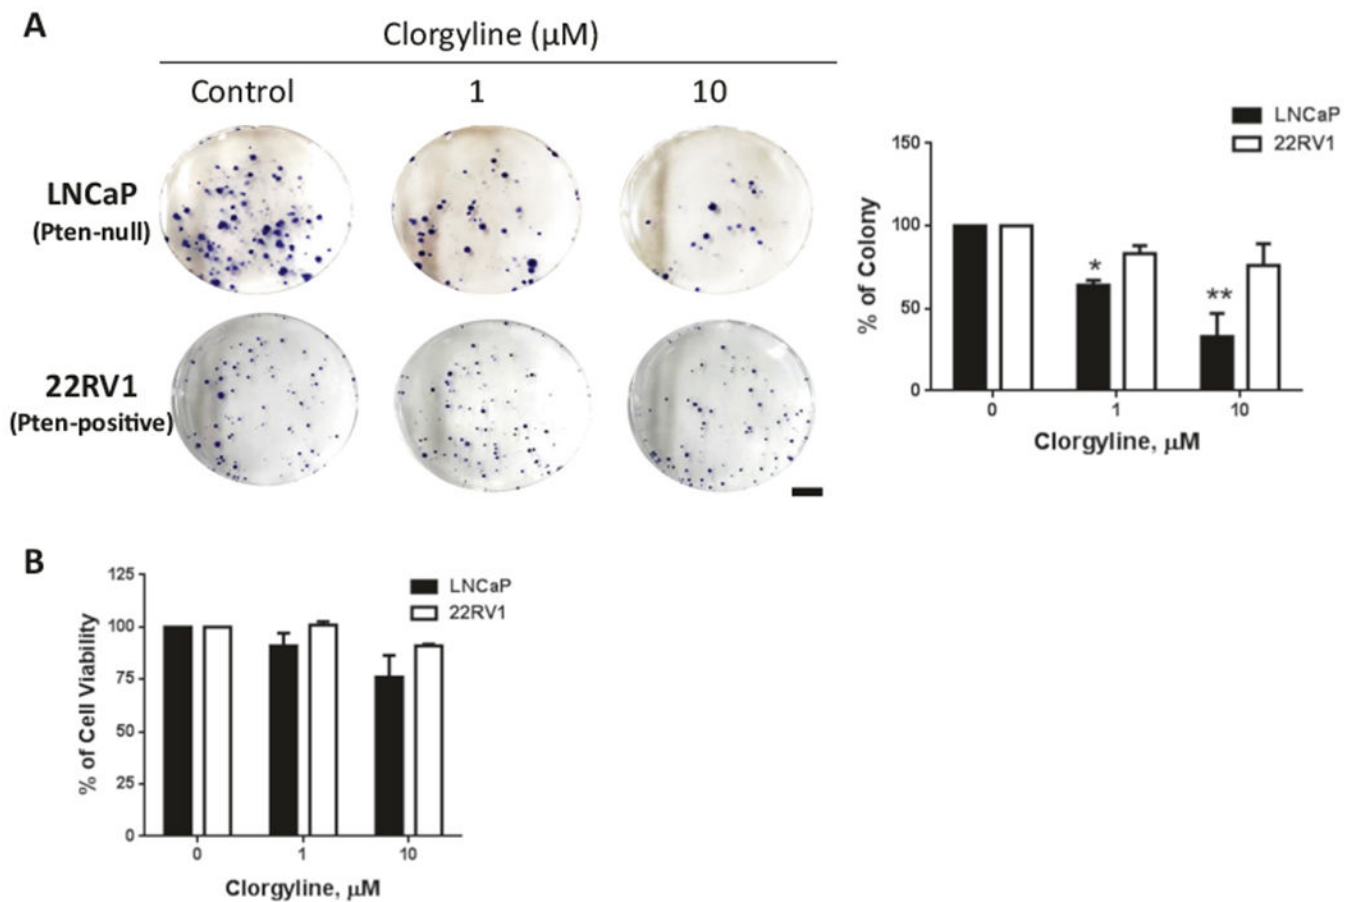 A
Clorgyline (μM)
Control 1 10
LNCaP
(Pten-null)
22RV1
(Pten-positive)
LNCaP
22RV1
150
100
50
0
% of Colony
*
**
0 1 10
Clorgyline, μM
B
LNCaP
22RV1
125
100
75
50
25
0
% of Cell Viability
0 1 10
Clorgyline, μM